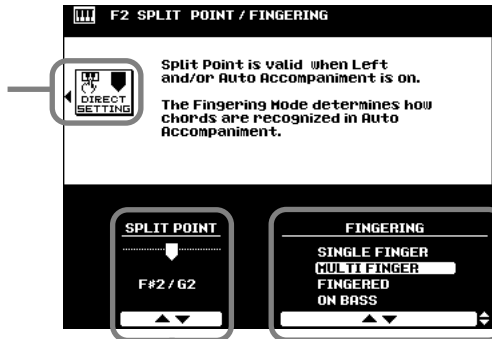 F2 SPLIT POINT / FINGERING
Split Point is valid when Left
and/or Auto Accompaniment is on.
DIRECT
SETTING
The Fingering Mode determines how
chords are recognized in Auto
Accompaniment.
SPLIT POINT
F#2 / G2
FINGERING
SINGLE FINGER
MULTI FINGER
FINGERED
ON BASS